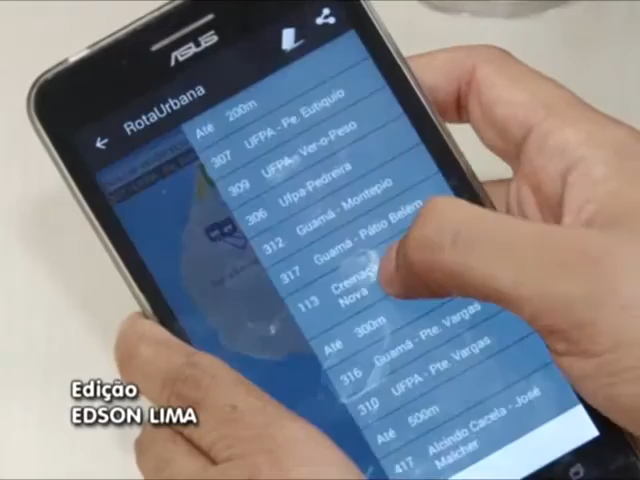 ASUS
RotaUrbana
Até 200m
307 UFPA - Pe. Eutiquio
309 UFPA - Ver-o-Peso
306 Ufpa-Pedreira
312 Guamá - Montepio
317 Guamá - Pátio Belém
113 Cremação
Nova
Até 300m
316 Guamá - Pte. Vargas
310 UFPA - Pte. Vargas
Até 500m
417 Alcindo Cacela - José
Malcher
Edição
EDSON LIMA